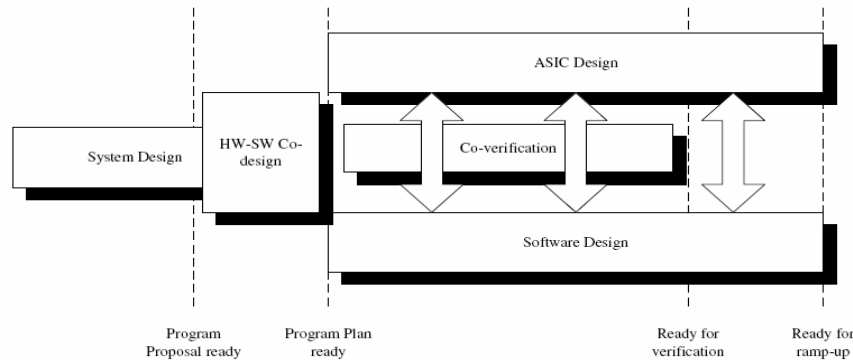 ASIC Design
System Design
HW-SW Co-
design
Co-verification
Software Design
Program
Proposal ready
Program Plan
ready
Ready for
verification
Ready for
ramp-up